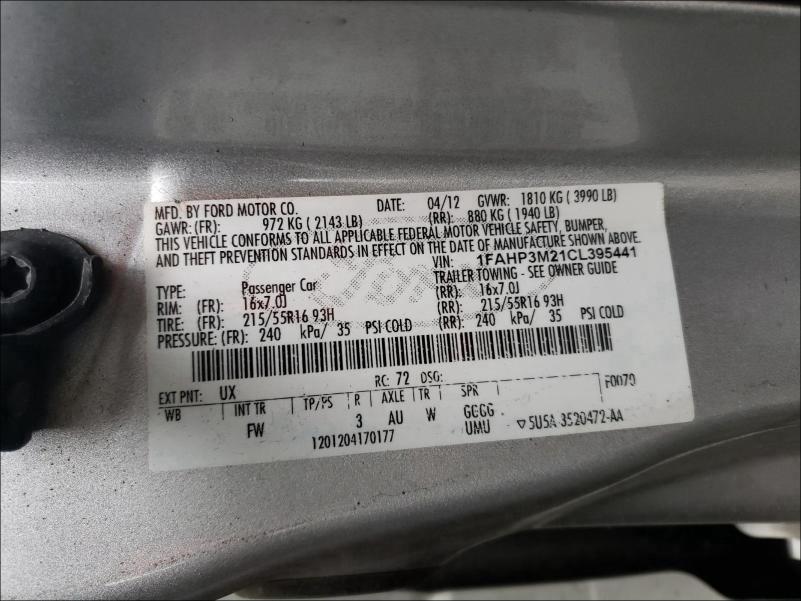 MFD. BY FORD MOTOR CO. DATE: 04/12 GVWR: 1810 KG ( 3990 LB)
GAWR: (FR): 972 KG ( 2143 LB) (RR): 880 KG ( 1940 LB)
THIS VEHICLE CONFORMS TO ALL APPLICABLE FEDERAL MOTOR VEHICLE SAFETY, BUMPER,
AND THEFT PREVENTION STANDARDS IN EFFECT ON THE DATE OF MANUFACTURE SHOWN ABOVE.
VIN: 1FAHP3M21CL395441
TYPE: Passenger Car TRAILER TOWING - SEE OWNER GUIDE
RIM: (FR): 16x7.0J (RR): 16x7.0J
TIRE: (FR): 215/55R16 93H (RR): 215/55R16 93H
PRESSURE: (FR): 240 kPa/ 35 PSI COLD (RR): 240 kPa/ 35 PSI COLD
EXT PNT: UX RC: 72 DSG: F0070
WB INT TR TP/PS R AXLE TR SPR
FW 3 AU W GGGG
UMU
1201204170177 ▽ 5U5A 3520472-AA